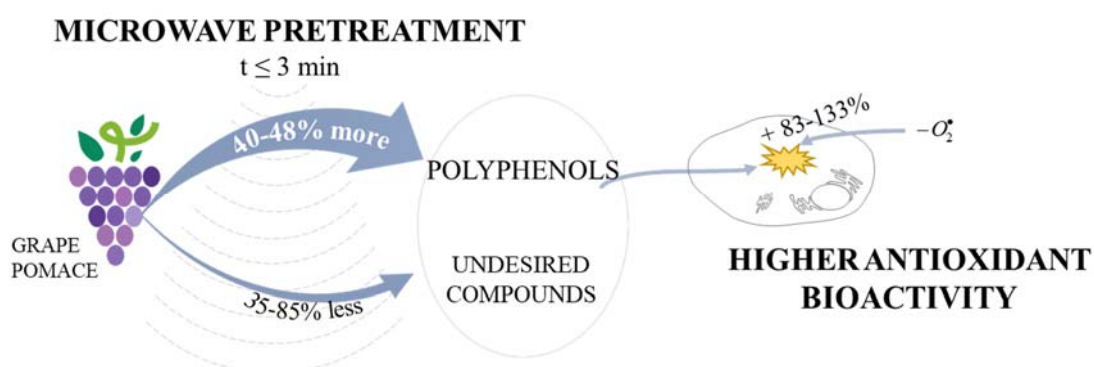 MICROWAVE PRETREATMENT
t ≤ 3 min
40-48% more
GRAPE
POMACE
35-85% less
POLYPHENOLS
UNDESIRED
COMPOUNDS
+ 83-133%
−O₂•
HIGHER ANTIOXIDANT
BIOACTIVITY